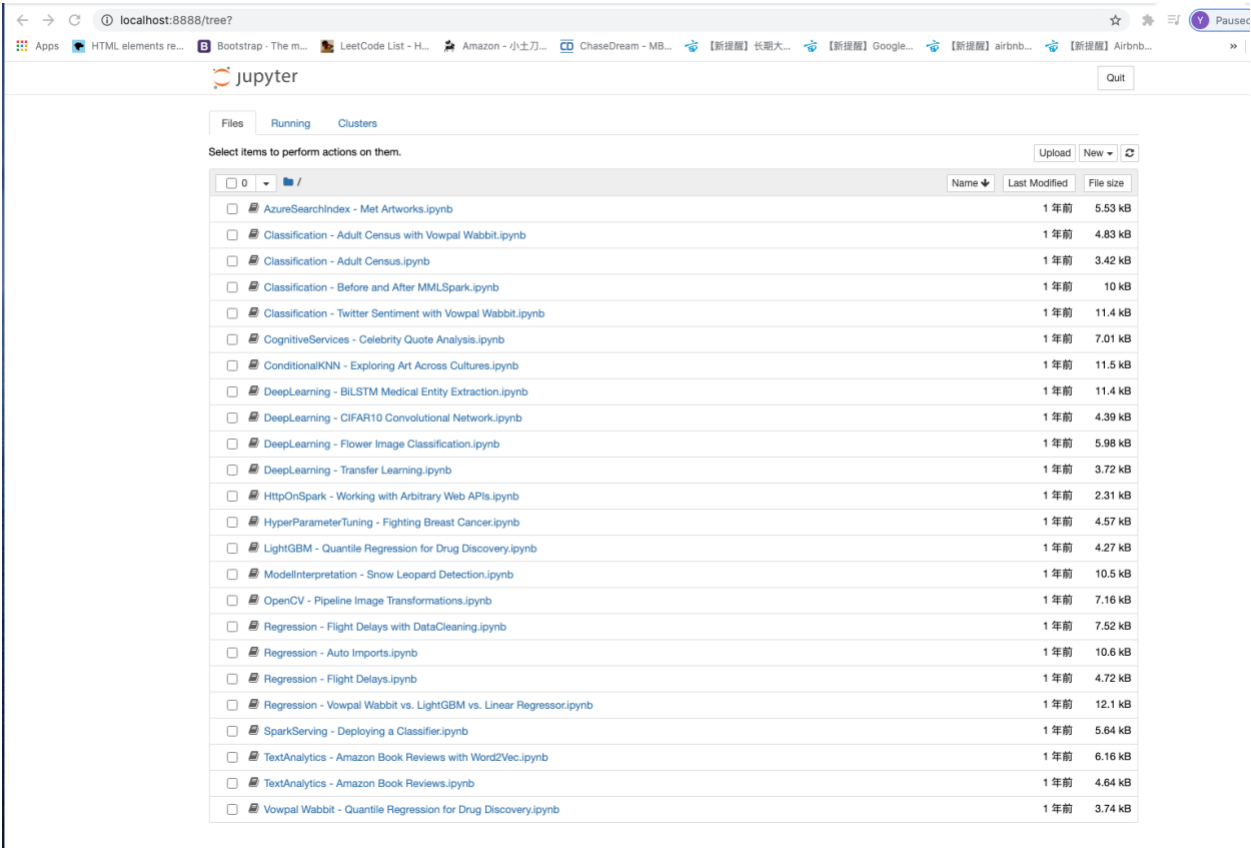 localhost:8888/tree?
Y Paused
Apps HTML elements re... B Bootstrap · The m... LeetCode List - H... Amazon - 小土刀... CD ChaseDream - MB... 【新提醒】长期大... 【新提醒】Google... 【新提醒】airbnb... 【新提醒】Airbnb... »
jupyter Quit
Files Running Clusters
Select items to perform actions on them. Upload New
0 / Name Last Modified File size
AzureSearchIndex - Met Artworks.ipynb 1 年前 5.53 kB
Classification - Adult Census with Vowpal Wabbit.ipynb 1 年前 4.83 kB
Classification - Adult Census.ipynb 1 年前 3.42 kB
Classification - Before and After MMLSpark.ipynb 1 年前 10 kB
Classification - Twitter Sentiment with Vowpal Wabbit.ipynb 1 年前 11.4 kB
CognitiveServices - Celebrity Quote Analysis.ipynb 1 年前 7.01 kB
ConditionalKNN - Exploring Art Across Cultures.ipynb 1 年前 11.5 kB
DeepLearning - BiLSTM Medical Entity Extraction.ipynb 1 年前 11.4 kB
DeepLearning - CIFAR10 Convolutional Network.ipynb 1 年前 4.39 kB
DeepLearning - Flower Image Classification.ipynb 1 年前 5.98 kB
DeepLearning - Transfer Learning.ipynb 1 年前 3.72 kB
HttpOnSpark - Working with Arbitrary Web APIs.ipynb 1 年前 2.31 kB
HyperParameterTuning - Fighting Breast Cancer.ipynb 1 年前 4.57 kB
LightGBM - Quantile Regression for Drug Discovery.ipynb 1 年前 4.27 kB
ModelInterpretation - Snow Leopard Detection.ipynb 1 年前 10.5 kB
OpenCV - Pipeline Image Transformations.ipynb 1 年前 7.16 kB
Regression - Flight Delays with DataCleaning.ipynb 1 年前 7.52 kB
Regression - Auto Imports.ipynb 1 年前 10.6 kB
Regression - Flight Delays.ipynb 1 年前 4.72 kB
Regression - Vowpal Wabbit vs. LightGBM vs. Linear Regressor.ipynb 1 年前 12.1 kB
SparkServing - Deploying a Classifier.ipynb 1 年前 5.64 kB
TextAnalytics - Amazon Book Reviews with Word2Vec.ipynb 1 年前 6.16 kB
TextAnalytics - Amazon Book Reviews.ipynb 1 年前 4.64 kB
Vowpal Wabbit - Quantile Regression for Drug Discovery.ipynb 1 年前 3.74 kB